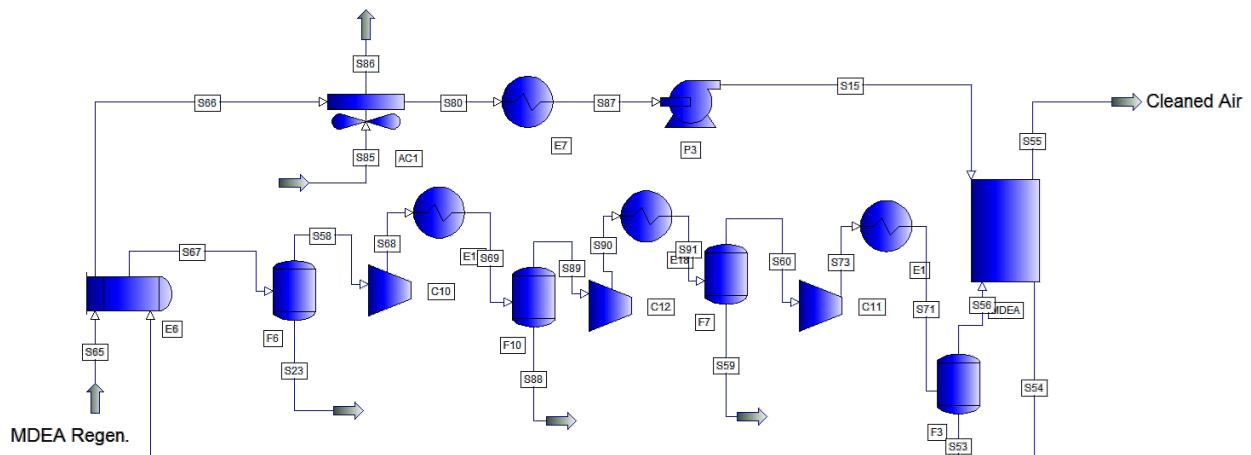 S86
S66
S80
S87
S15
Cleaned Air
E7
P3
S55
S85
AC1
S58
S68
S90
S67
E1
S69
S89
S91
E18
S60
S73
E1
C10
C12
C11
S71
S56
MDEA
E6
F6
F10
F7
S65
S23
S88
S59
S54
F3
S53
MDEA Regen.